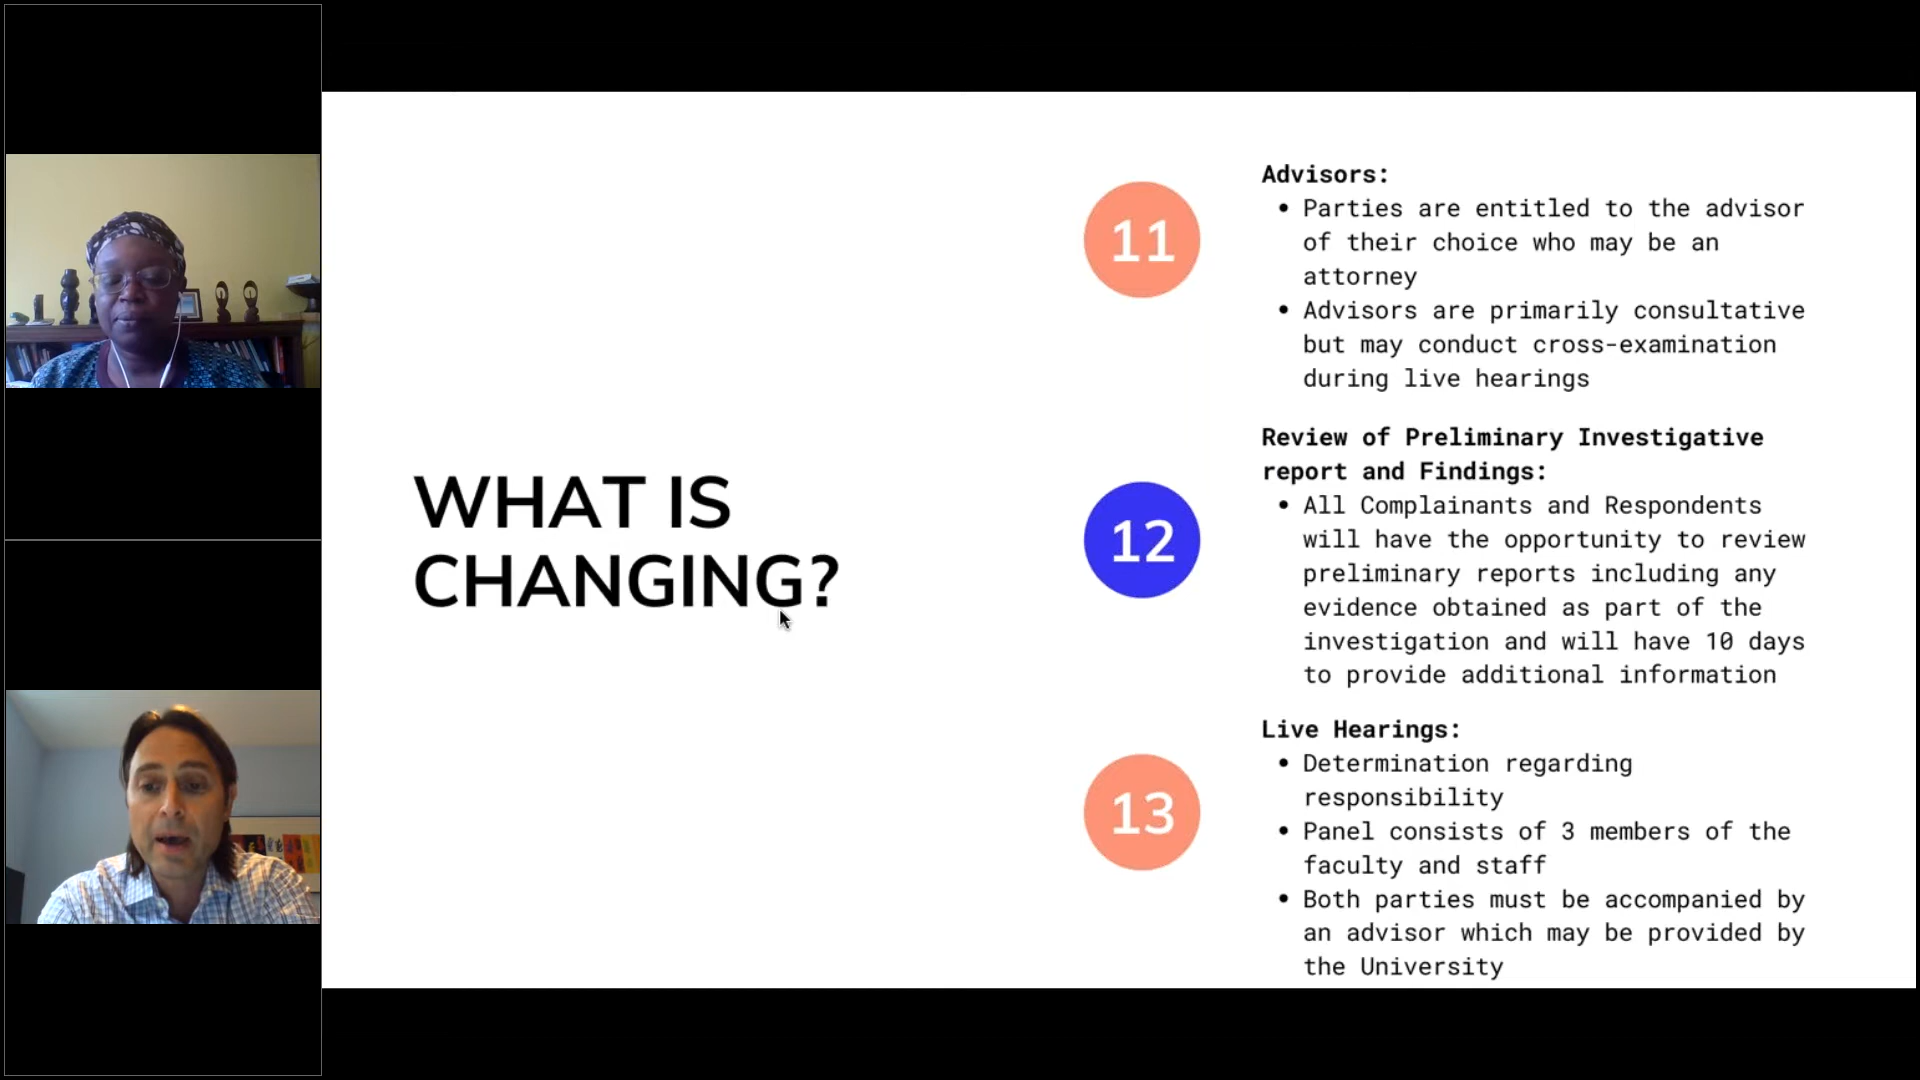 WHAT IS
CHANGING?
11
Advisors:
• Parties are entitled to the advisor
of their choice who may be an
attorney
• Advisors are primarily consultative
but may conduct cross-examination
during live hearings
12
Review of Preliminary Investigative
report and Findings:
• All Complainants and Respondents
will have the opportunity to review
preliminary reports including any
evidence obtained as part of the
investigation and will have 10 days
to provide additional information
13
Live Hearings:
• Determination regarding
responsibility
• Panel consists of 3 members of the
faculty and staff
• Both parties must be accompanied by
an advisor which may be provided by
the University